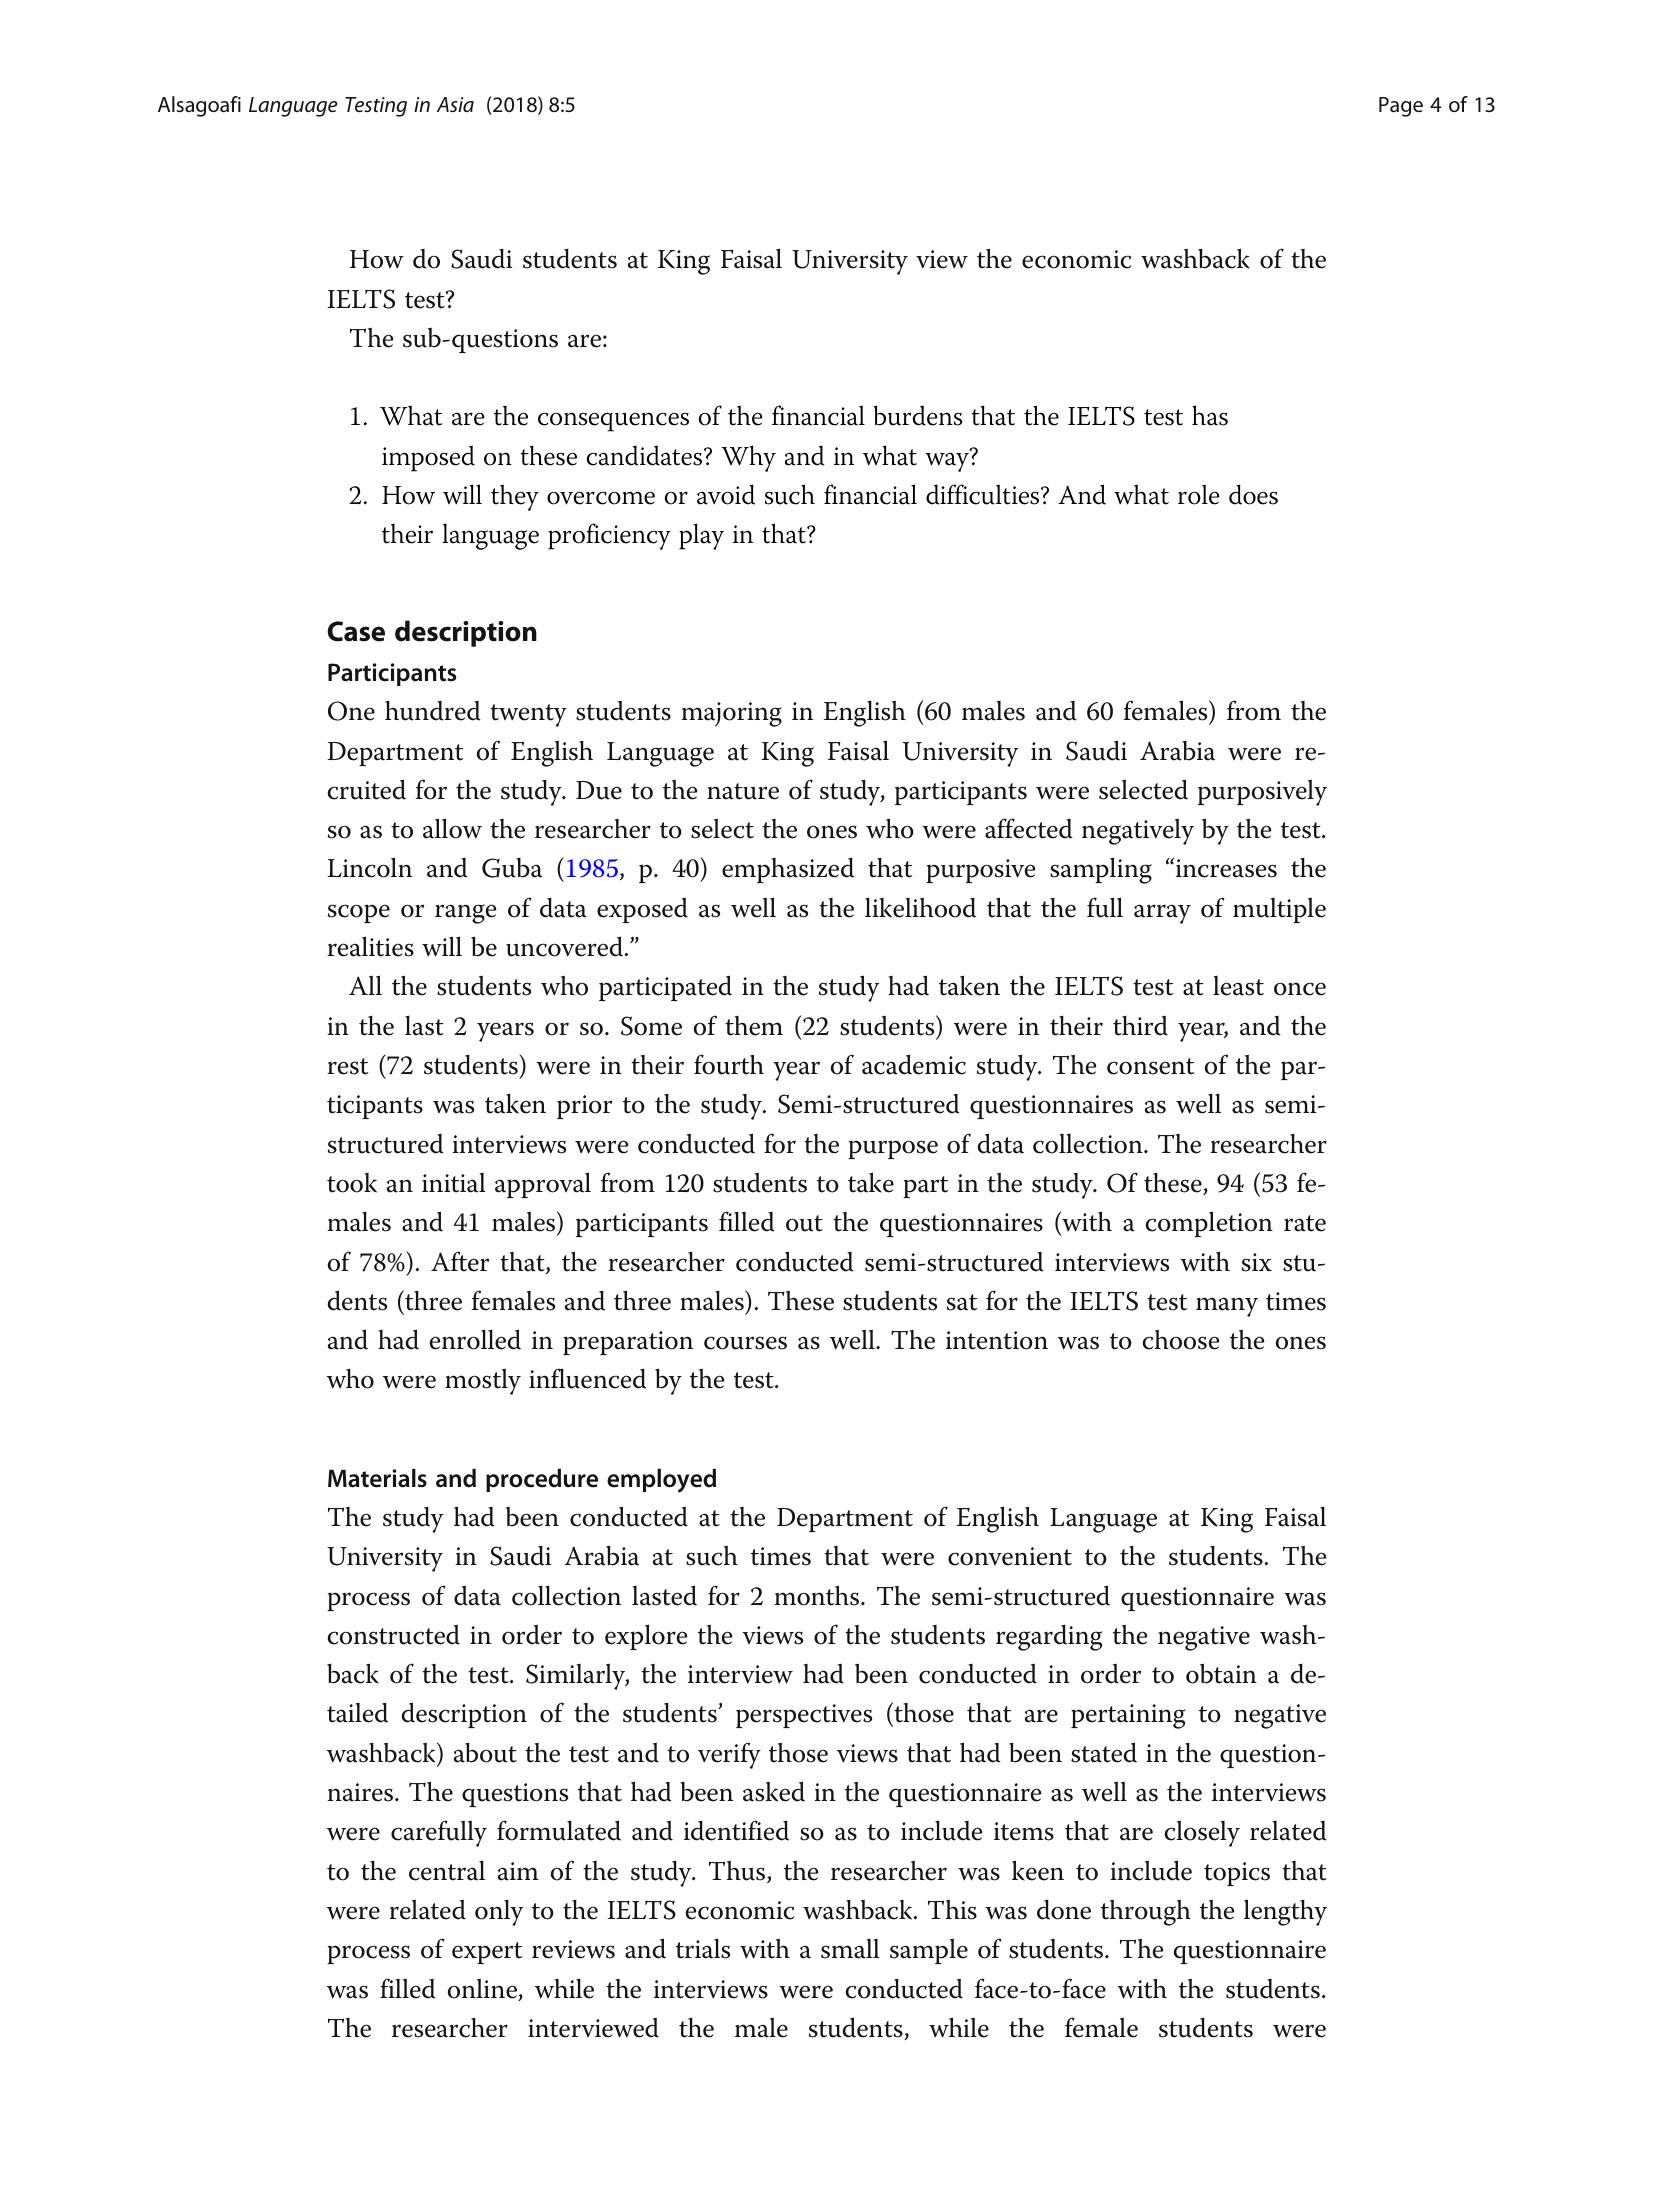 Alsagoafi Language Testing in Asia (2018) 8:5
Page 4 of 13
How do Saudi students at King Faisal University view the economic washback of the
IELTS test?
The sub-questions are:
1. What are the consequences of the financial burdens that the IELTS test has
imposed on these candidates? Why and in what way?
2. How will they overcome or avoid such financial difficulties? And what role does
their language proficiency play in that?
Case description
Participants
One hundred twenty students majoring in English (60 males and 60 females) from the
Department of English Language at King Faisal University in Saudi Arabia were re-
cruited for the study. Due to the nature of study, participants were selected purposively
so as to allow the researcher to select the ones who were affected negatively by the test.
Lincoln and Guba (1985, p. 40) emphasized that purposive sampling “increases the
scope or range of data exposed as well as the likelihood that the full array of multiple
realities will be uncovered.”
All the students who participated in the study had taken the IELTS test at least once
in the last 2 years or so. Some of them (22 students) were in their third year, and the
rest (72 students) were in their fourth year of academic study. The consent of the par-
ticipants was taken prior to the study. Semi-structured questionnaires as well as semi-
structured interviews were conducted for the purpose of data collection. The researcher
took an initial approval from 120 students to take part in the study. Of these, 94 (53 fe-
males and 41 males) participants filled out the questionnaires (with a completion rate
of 78%). After that, the researcher conducted semi-structured interviews with six stu-
dents (three females and three males). These students sat for the IELTS test many times
and had enrolled in preparation courses as well. The intention was to choose the ones
who were mostly influenced by the test.
Materials and procedure employed
The study had been conducted at the Department of English Language at King Faisal
University in Saudi Arabia at such times that were convenient to the students. The
process of data collection lasted for 2 months. The semi-structured questionnaire was
constructed in order to explore the views of the students regarding the negative wash-
back of the test. Similarly, the interview had been conducted in order to obtain a de-
tailed description of the students’ perspectives (those that are pertaining to negative
washback) about the test and to verify those views that had been stated in the question-
naires. The questions that had been asked in the questionnaire as well as the interviews
were carefully formulated and identified so as to include items that are closely related
to the central aim of the study. Thus, the researcher was keen to include topics that
were related only to the IELTS economic washback. This was done through the lengthy
process of expert reviews and trials with a small sample of students. The questionnaire
was filled online, while the interviews were conducted face-to-face with the students.
The researcher interviewed the male students, while the female students were